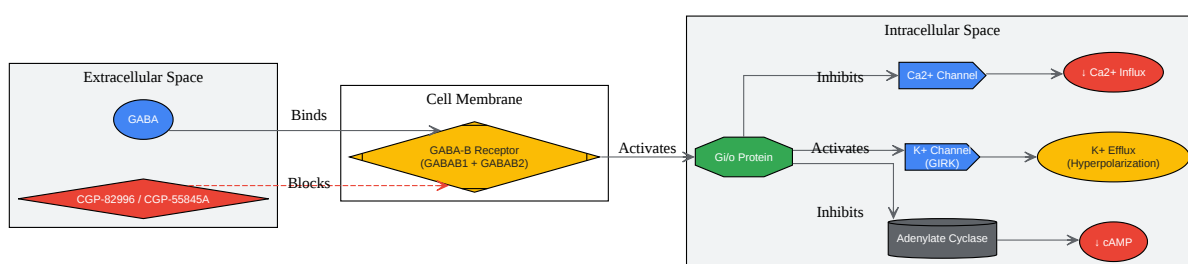 Extracellular Space
GABA
CGP-82996 / CGP-55845A
Binds
Blocks
Cell Membrane
GABA-B Receptor
(GABAB1 + GABAB2)
Activates
Intracellular Space
Gi/o Protein
Inhibits
Ca2+ Channel
↓ Ca2+ Influx
Activates
K+ Channel
(GIRK)
K+ Efflux
(Hyperpolarization)
Inhibits
Adenylate Cyclase
↓ cAMP